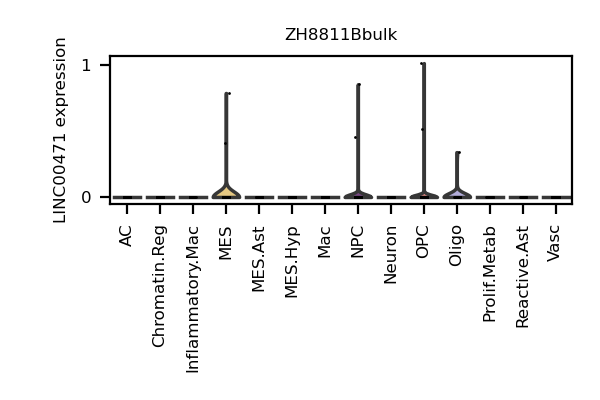 ZH8811Bbulk
LINC00471 expression
1
0
AC
Chromatin.Reg
Inflammatory.Mac
MES
MES.Ast
MES.Hyp
Mac
NPC
Neuron
OPC
Oligo
Prolif.Metab
Reactive.Ast
Vasc